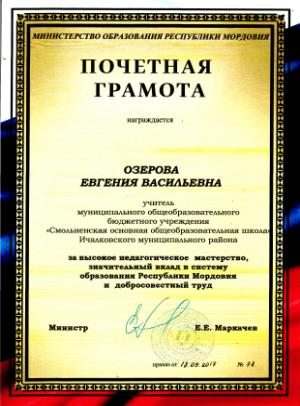 МИНИСТЕРСТВО ОБРАЗОВАНИЯ РЕСПУБЛИКИ МОРДОВИЯ
ПОЧЕТНАЯ
ГРАМОТА
награждается
ОЗЕРОВА
ЕВГЕНИЯ ВАСИЛЬЕВНА
учитель
муниципального общеобразовательного
бюджетного учреждения
«Смольненская основная общеобразовательная школа»
Ичалковского муниципального района
за высокое педагогическое мастерство,
значительный вклад в систему
образования Республики Мордовия
и добросовестный труд
Министр Е.Е. Маркачев
приказ от 18.09.2017 №